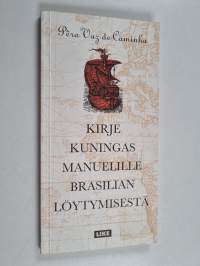 Pêro Vaz de Caminha
KIRJE
KUNINGAS
MANUELILLE
BRASILIAN
LÖYTYMISESTÄ
LIKE